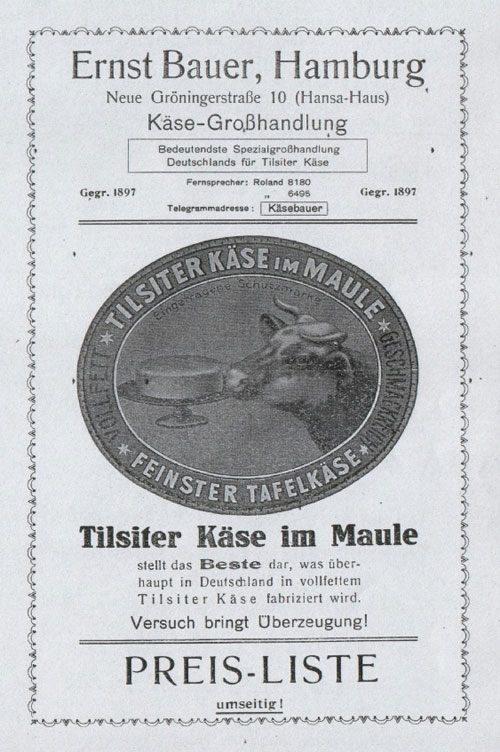 Ernst Bauer, Hamburg
Neue Gröningerstraße 10 (Hansa-Haus)
Käse-Großhandlung
Bedeutendste Spezialgroßhandlung
Deutschlands für Tilsiter Käse
Gegr. 1897
Fernsprecher: Roland 8180
„ 6495
Gegr. 1897
Telegrammadresse: Käsebauer
TILSITER KÄSE IM MAULE
Eingetragene Schutzmarke
VOLLFETT
GESCHMACKVOLL
FEINSTER TAFELKÄSE
Tilsiter Käse im Maule
stellt das Beste dar, was über-
haupt in Deutschland in vollfettem
Tilsiter Käse fabriziert wird.
Versuch bringt Überzeugung!
PREIS-LISTE
umseitig!